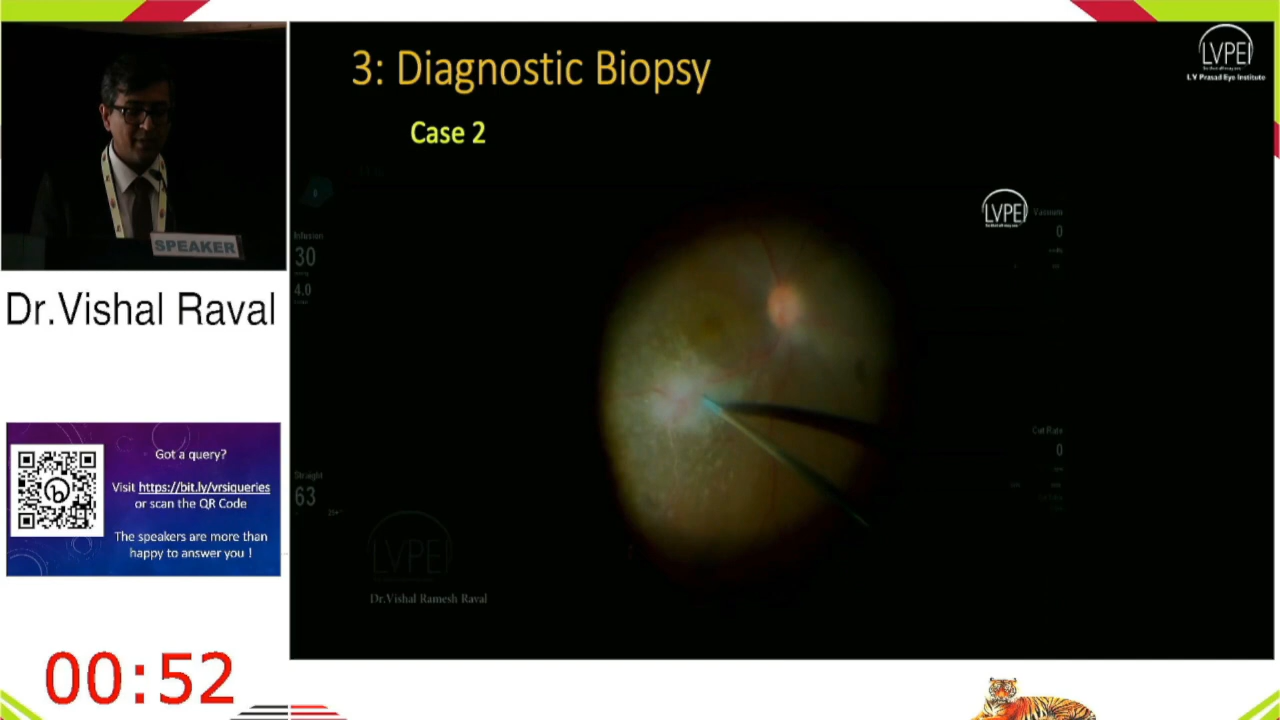 3: Diagnostic Biopsy
Case 2
LVPEI
L V Prasad Eye Institute
SPEAKER
Dr.Vishal Raval
LVPEI
Infusion
30
4.0
Vacuum
0
Cut Rate
0
Straight
63
LVPEI
Dr.Vishal Ramesh Raval
Got a query?
Visit https://bit.ly/vrsiqueries
or scan the QR Code
The speakers are more than
happy to answer you !
00:52